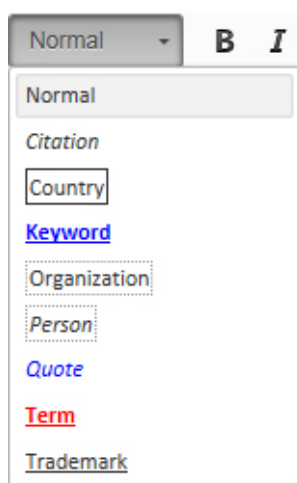 Normal B I
Normal
Citation
Country
Keyword
Organization
Person
Quote
Term
Trademark